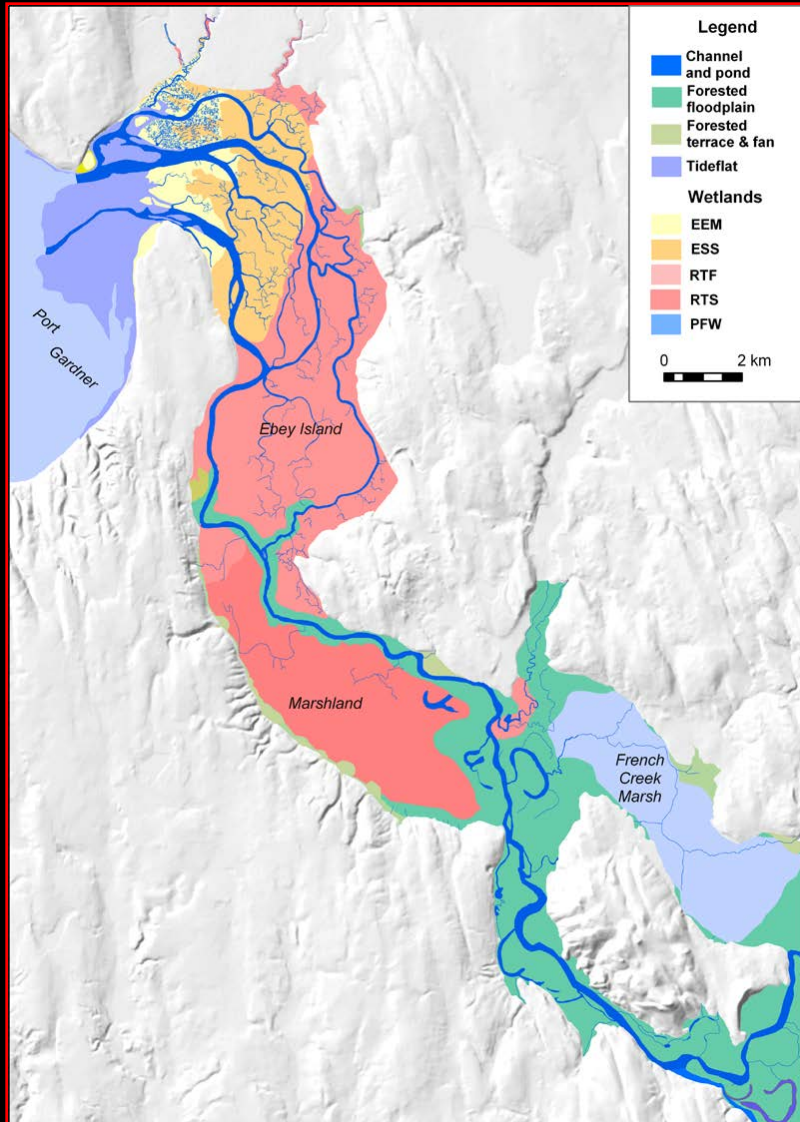 Legend
Channel
and pond
Forested
floodplain
Forested
terrace & fan
Tideflat
Wetlands
EEM
ESS
RTF
RTS
PFW
0 2 km
Port
Gardner
Ebey Island
Marshland
French
Creek
Marsh